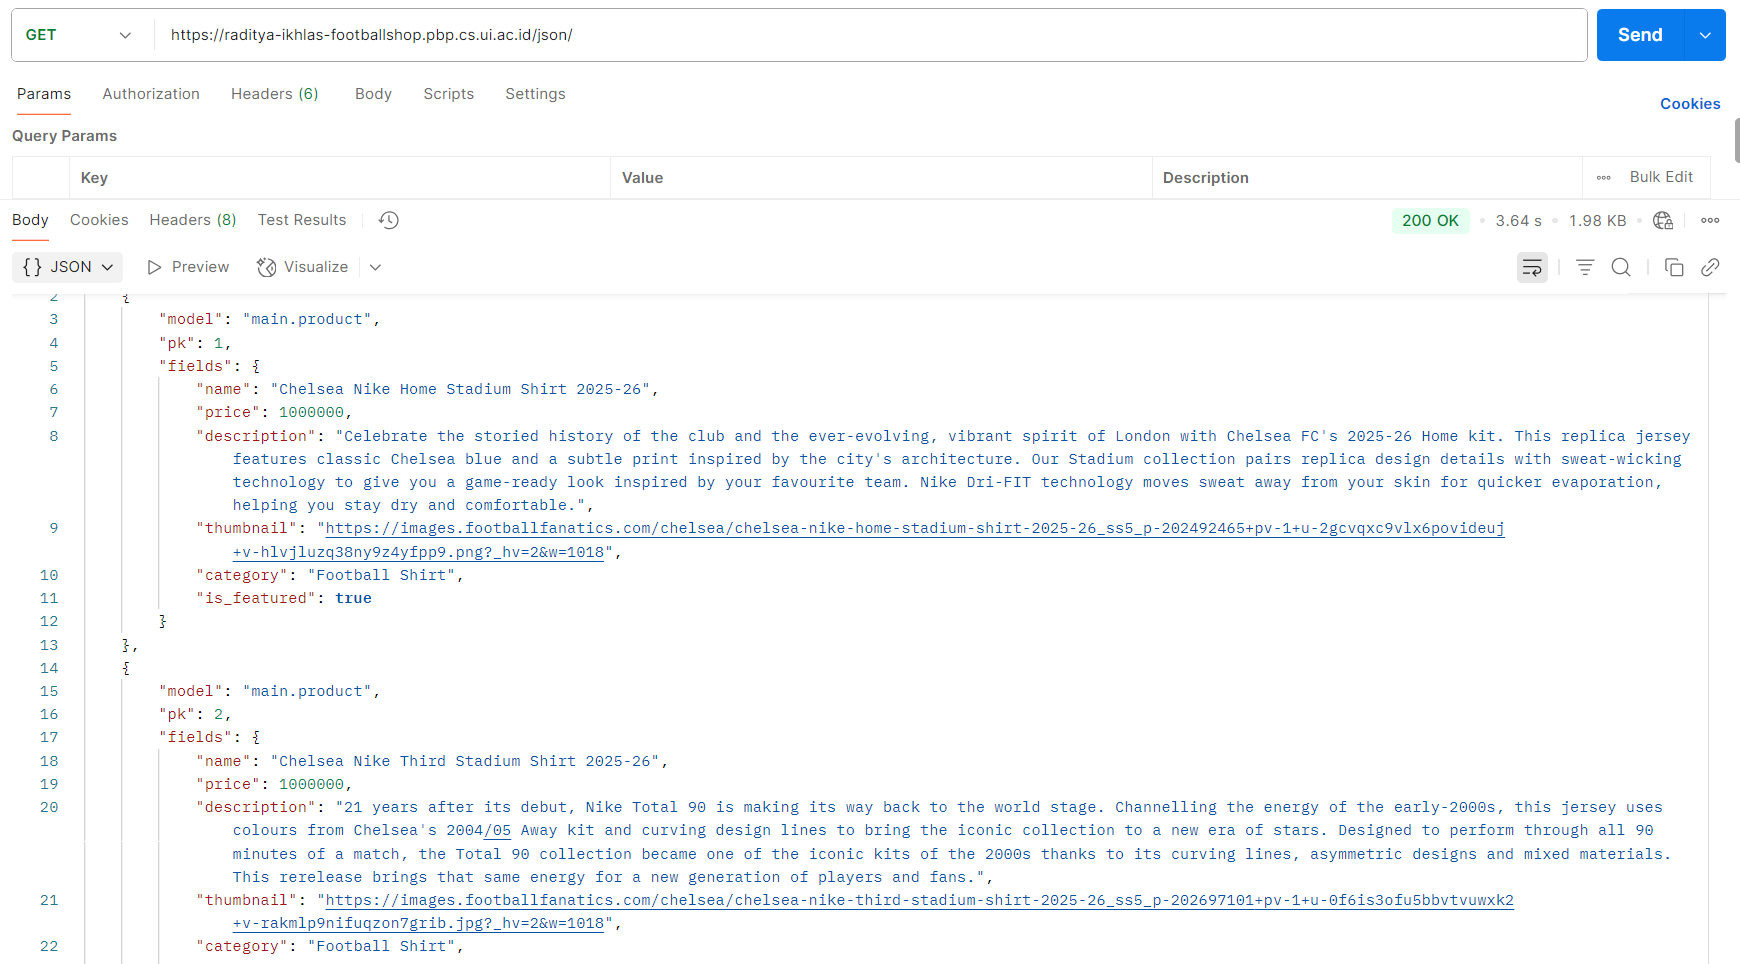 GET https://raditya-ikhlas-footballshop.pbp.cs.ui.ac.id/json/ Send
Params Authorization Headers (6) Body Scripts Settings
Cookies
Query Params
Key Value Description Bulk Edit
Body Cookies Headers (8) Test Results 200 OK 3.64 s 1.98 KB
{} JSON Preview Visualize
2 {
3 "model": "main.product",
4 "pk": 1,
5 "fields": {
6 "name": "Chelsea Nike Home Stadium Shirt 2025-26",
7 "price": 1000000,
8 "description": "Celebrate the storied history of the club and the ever-evolving, vibrant spirit of London with Chelsea FC's 2025-26 Home kit. This replica jersey
features classic Chelsea blue and a subtle print inspired by the city's architecture. Our Stadium collection pairs replica design details with sweat-wicking
technology to give you a game-ready look inspired by your favourite team. Nike Dri-FIT technology moves sweat away from your skin for quicker evaporation,
helping you stay dry and comfortable.",
9 "thumbnail": "https://images.footballfanatics.com/chelsea/chelsea-nike-home-stadium-shirt-2025-26_ss5_p-202492465+pv-1+u-2gcvqxc9vlx6povideuj
+v-hlvjluzq38ny9z4yfpp9.png?_hv=2&w=1018",
10 "category": "Football Shirt",
11 "is_featured": true
12 }
13 },
14 {
15 "model": "main.product",
16 "pk": 2,
17 "fields": {
18 "name": "Chelsea Nike Third Stadium Shirt 2025-26",
19 "price": 1000000,
20 "description": "21 years after its debut, Nike Total 90 is making its way back to the world stage. Channelling the energy of the early-2000s, this jersey uses
colours from Chelsea's 2004/05 Away kit and curving design lines to bring the iconic collection to a new era of stars. Designed to perform through all 90
minutes of a match, the Total 90 collection became one of the iconic kits of the 2000s thanks to its curving lines, asymmetric designs and mixed materials.
This rerelease brings that same energy for a new generation of players and fans.",
21 "thumbnail": "https://images.footballfanatics.com/chelsea/chelsea-nike-third-stadium-shirt-2025-26_ss5_p-202697101+pv-1+u-0f6is3ofu5bbvtvuwxk2
+v-rakmlp9nifuqzon7grib.jpg?_hv=2&w=1018",
22 "category": "Football Shirt",